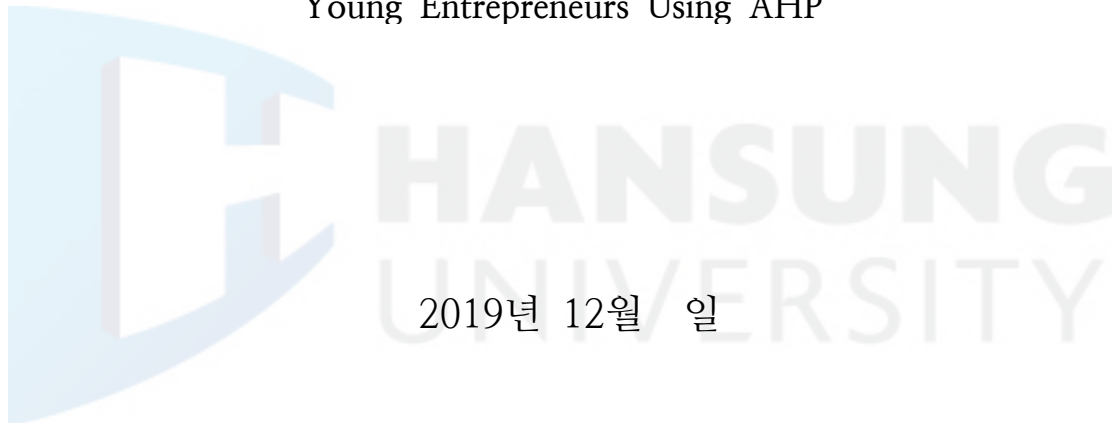 Young Entrepreneurs Using AHP
HANSUNG
UNIVERSITY
2019년 12월 일